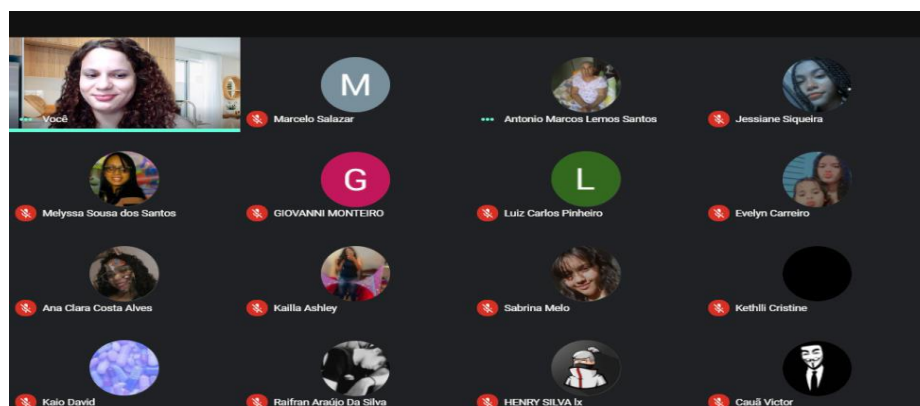 Você
M
Marcelo Salazar
Antonio Marcos Lemos Santos
Jessiane Siqueira
Melyssa Sousa dos Santos
G
GIOVANNI MONTEIRO
L
Luiz Carlos Pinheiro
Evelyn Carreiro
Ana Clara Costa Alves
Kailla Ashley
Sabrina Melo
Kethlli Cristine
Kaio David
Raifran Araújo Da Silva
HENRY SILVA lx
Cauã Victor